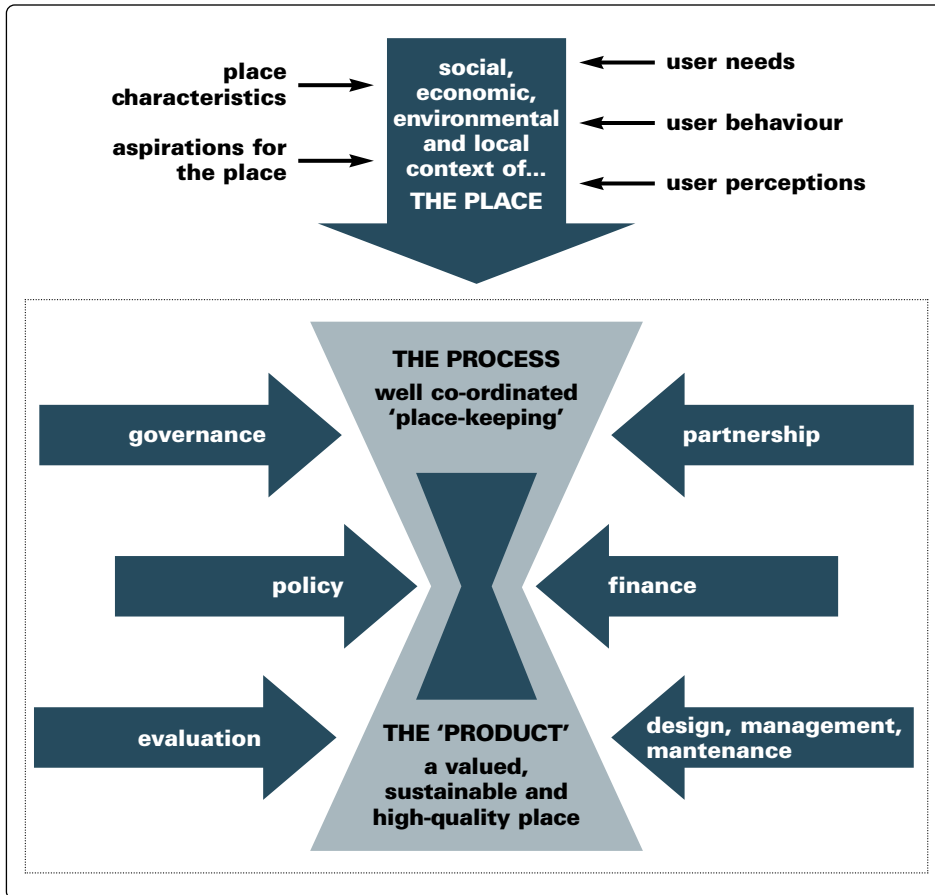 place
characteristics
aspirations for
the place
social,
economic,
environmental
and local
context of...
THE PLACE
user needs
user behaviour
user perceptions
THE PROCESS
well co-ordinated
‘place-keeping’
governance
partnership
policy
finance
evaluation
THE ‘PRODUCT’
a valued,
sustainable and
high-quality place
design, management,
mantenance